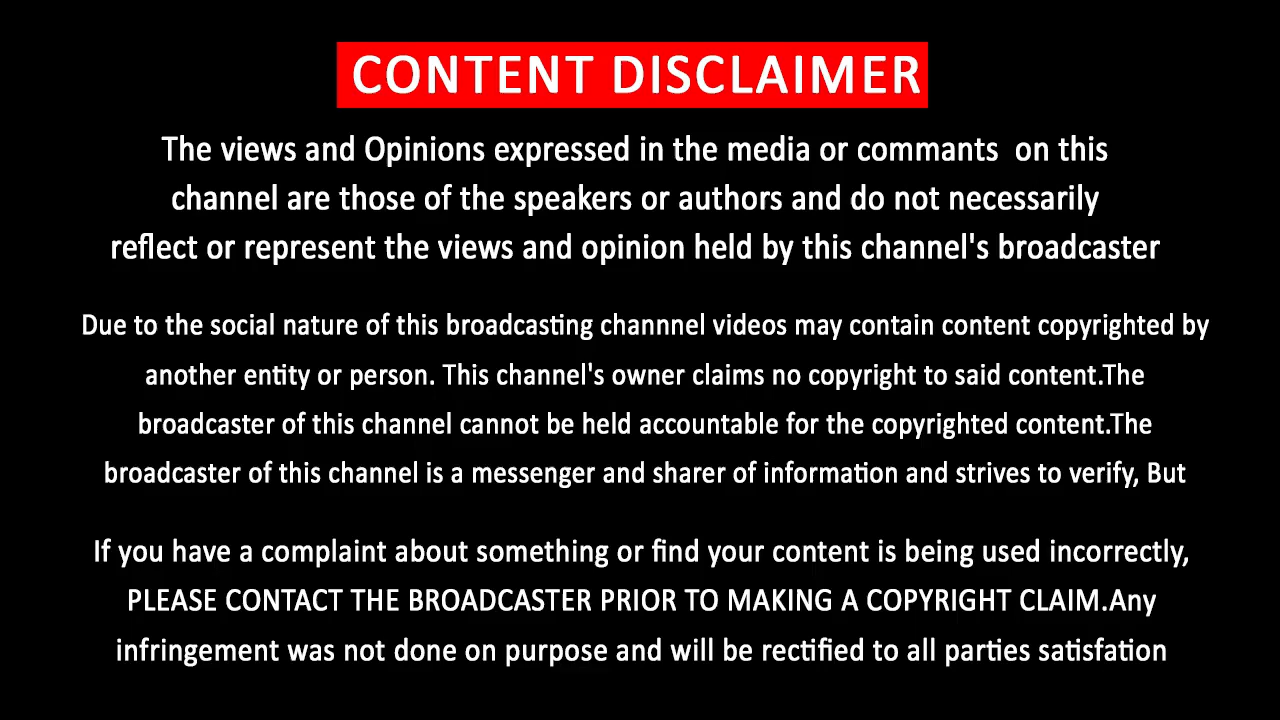 CONTENT DISCLAIMER
The views and Opinions expressed in the media or commants on this
channel are those of the speakers or authors and do not necessarily
reflect or represent the views and opinion held by this channel's broadcaster
Due to the social nature of this broadcasting channnel videos may contain content copyrighted by
another entity or person. This channel's owner claims no copyright to said content.The
broadcaster of this channel cannot be held accountable for the copyrighted content.The
broadcaster of this channel is a messenger and sharer of information and strives to verify, But
If you have a complaint about something or find your content is being used incorrectly,
PLEASE CONTACT THE BROADCASTER PRIOR TO MAKING A COPYRIGHT CLAIM.Any
infringement was not done on purpose and will be rectified to all parties satisfation